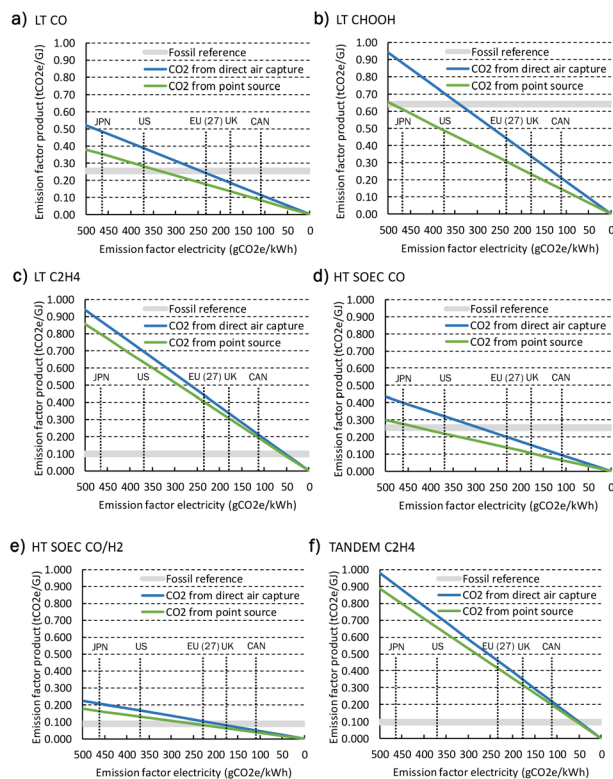 a) LT CO
Emission factor product (tCO2e/GJ)
1.00
0.90
0.80
0.70
0.60
0.50
0.40
0.30
0.20
0.10
0.00
Fossil reference
CO2 from direct air capture
CO2 from point source
JPN US EU (27) UK CAN
500 450 400 350 300 250 200 150 100 50 0
Emission factor electricity (gCO2e/kWh)
b) LT CHOOH
Emission factor product (tCO2e/GJ)
1.00
0.90
0.80
0.70
0.60
0.50
0.40
0.30
0.20
0.10
0.00
Fossil reference
CO2 from direct air capture
CO2 from point source
JPN US EU (27) UK CAN
500 450 400 350 300 250 200 150 100 50 0
Emission factor electricity (gCO2e/kWh)
c) LT C2H4
Emission factor product (tCO2e/GJ)
1.000
0.900
0.800
0.700
0.600
0.500
0.400
0.300
0.200
0.100
0.000
Fossil reference
CO2 from direct air capture
CO2 from point source
JPN US EU (27) UK CAN
500 450 400 350 300 250 200 150 100 50 0
Emission factor electricity (gCO2e/kWh)
d) HT SOEC CO
Emission factor product (tCO2e/GJ)
1.000
0.900
0.800
0.700
0.600
0.500
0.400
0.300
0.200
0.100
0.000
Fossil reference
CO2 from direct air capture
CO2 from point source
JPN US EU (27) UK CAN
500 450 400 350 300 250 200 150 100 50 0
Emission factor electricity (gCO2e/kWh)
e) HT SOEC CO/H2
Emission factor product (tCO2e/GJ)
1.000
0.900
0.800
0.700
0.600
0.500
0.400
0.300
0.200
0.100
0.000
Fossil reference
CO2 from direct air capture
CO2 from point source
JPN US EU (27) UK CAN
500 450 400 350 300 250 200 150 100 50 0
Emission factor electricity (gCO2e/kWh)
f) TANDEM C2H4
Emission factor product (tCO2e/GJ)
1.000
0.900
0.800
0.700
0.600
0.500
0.400
0.300
0.200
0.100
0.000
Fossil reference
CO2 from direct air capture
CO2 from point source
JPN US EU (27) UK CAN
500 450 400 350 300 250 200 150 100 50 0
Emission factor electricity (gCO2e/kWh)